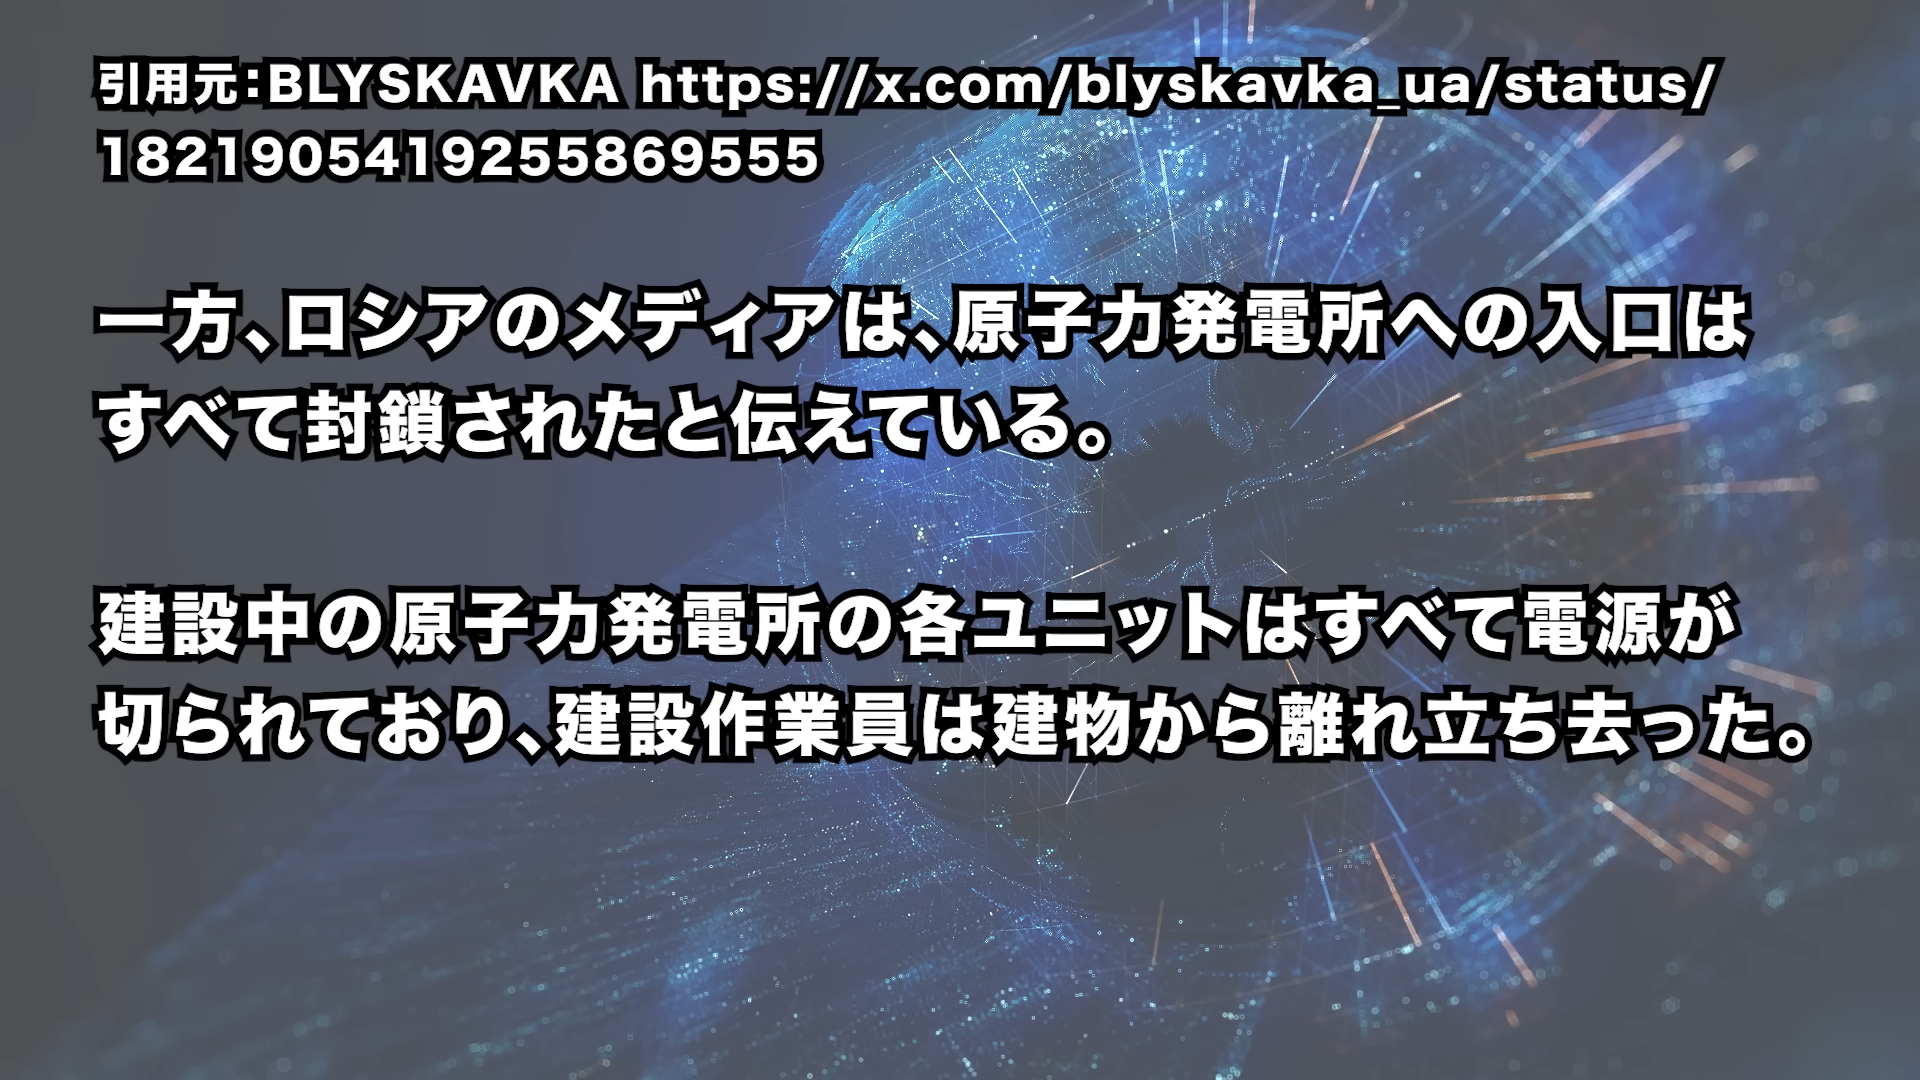 引用元：BLYSKAVKA https://x.com/blyskavka_ua/status/
1821905419255869555
一方、ロシアのメディアは、原子力発電所への入口は
すべて封鎖されたと伝えている。
建設中の原子力発電所の各ユニットはすべて電源が
切られており、建設作業員は建物から離れ立ち去った。